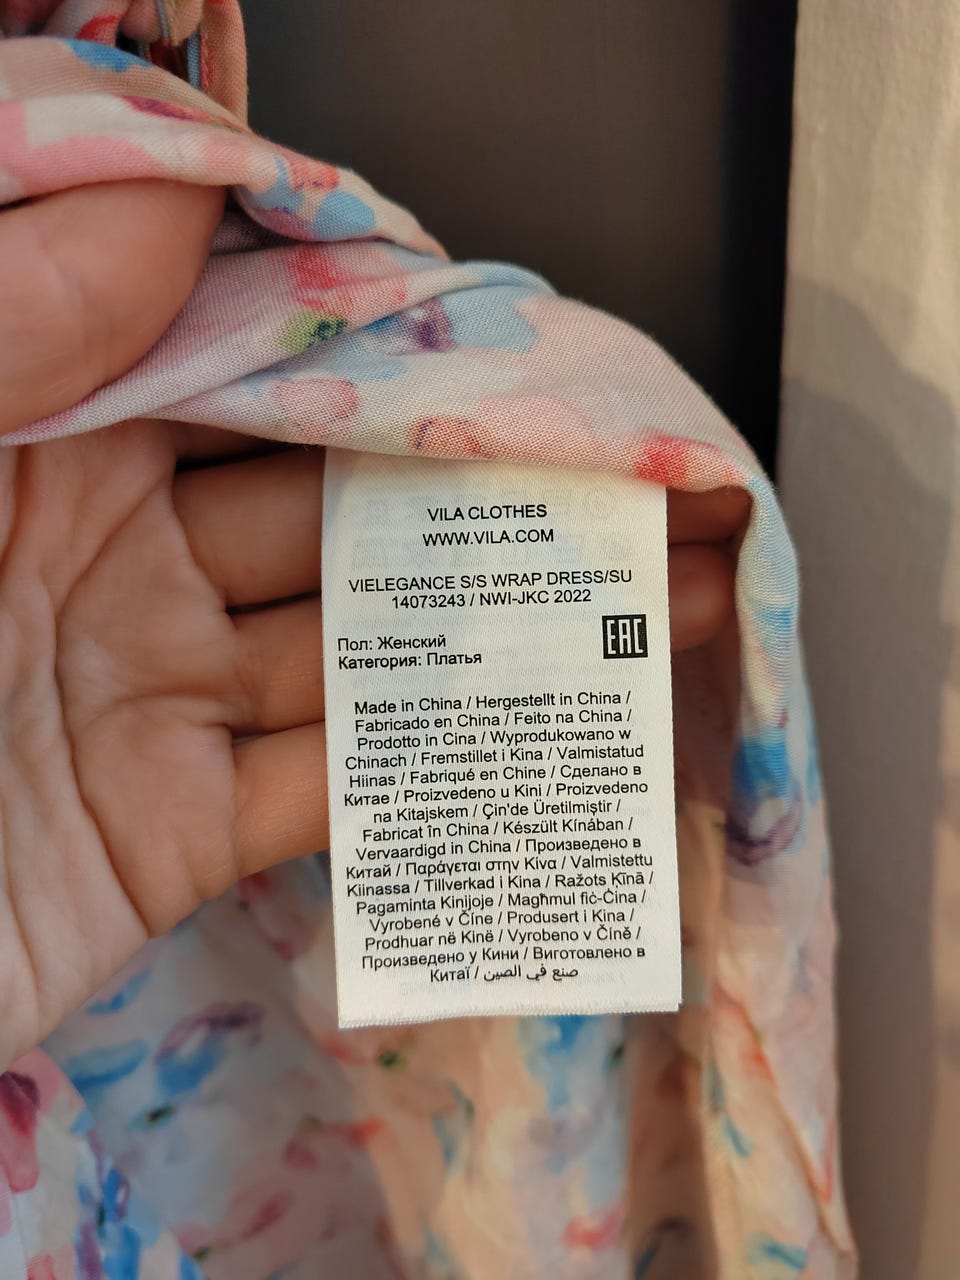 VILA CLOTHES
WWW.VILA.COM
VIELEGANCE S/S WRAP DRESS/SU
14073243 / NWI-JKC 2022
EAC
Пол: Женский
Категория: Платья
Made in China / Hergestellt in China /
Fabricado en China / Feito na China /
Prodotto in Cina / Wyprodukowano w
Chinach / Fremstillet i Kina / Valmistatud
Hiinas / Fabriqué en Chine / Сделано в
Китае / Proizvedeno u Kini / Proizvedeno
na Kitajskem / Çin'de Üretilmiştir /
Fabricat în China / Készült Kínában /
Vervaardigd in China / Произведено в
Китай / Παράγεται στην Κίνα / Valmistettu
Kiinassa / Tillverkad i Kina / Ražots Ķīnā /
Pagaminta Kinijoje / Magħmul fiċ-Ċina /
Vyrobené v Číne / Produsert i Kina /
Prodhuar në Kinë / Vyrobeno v Číně /
Произведено у Кини / Виготовлено в
Китаї / صنع في الصين